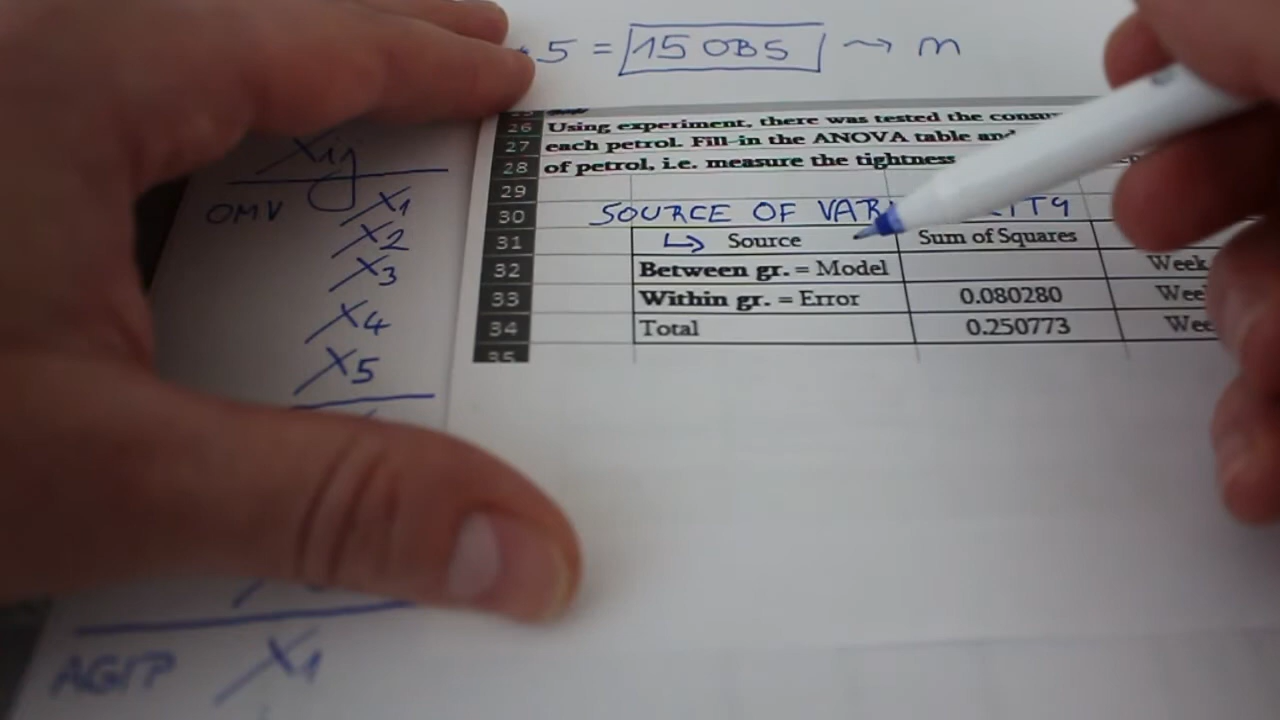 5 = 15 OBS → m
26 Using experiment, there was tested the
27 each petrol. Fill-in the ANOVA table and
28 of petrol, i.e. measure the tightness
29
30 SOURCE OF
31 ↳ Source Sum of Squares
32 Between gr. = Model
33 Within gr. = Error 0.080280
34 Total 0.250773
35
X1j
OMV X1
X2
X3
X4
X5
AGIP X1